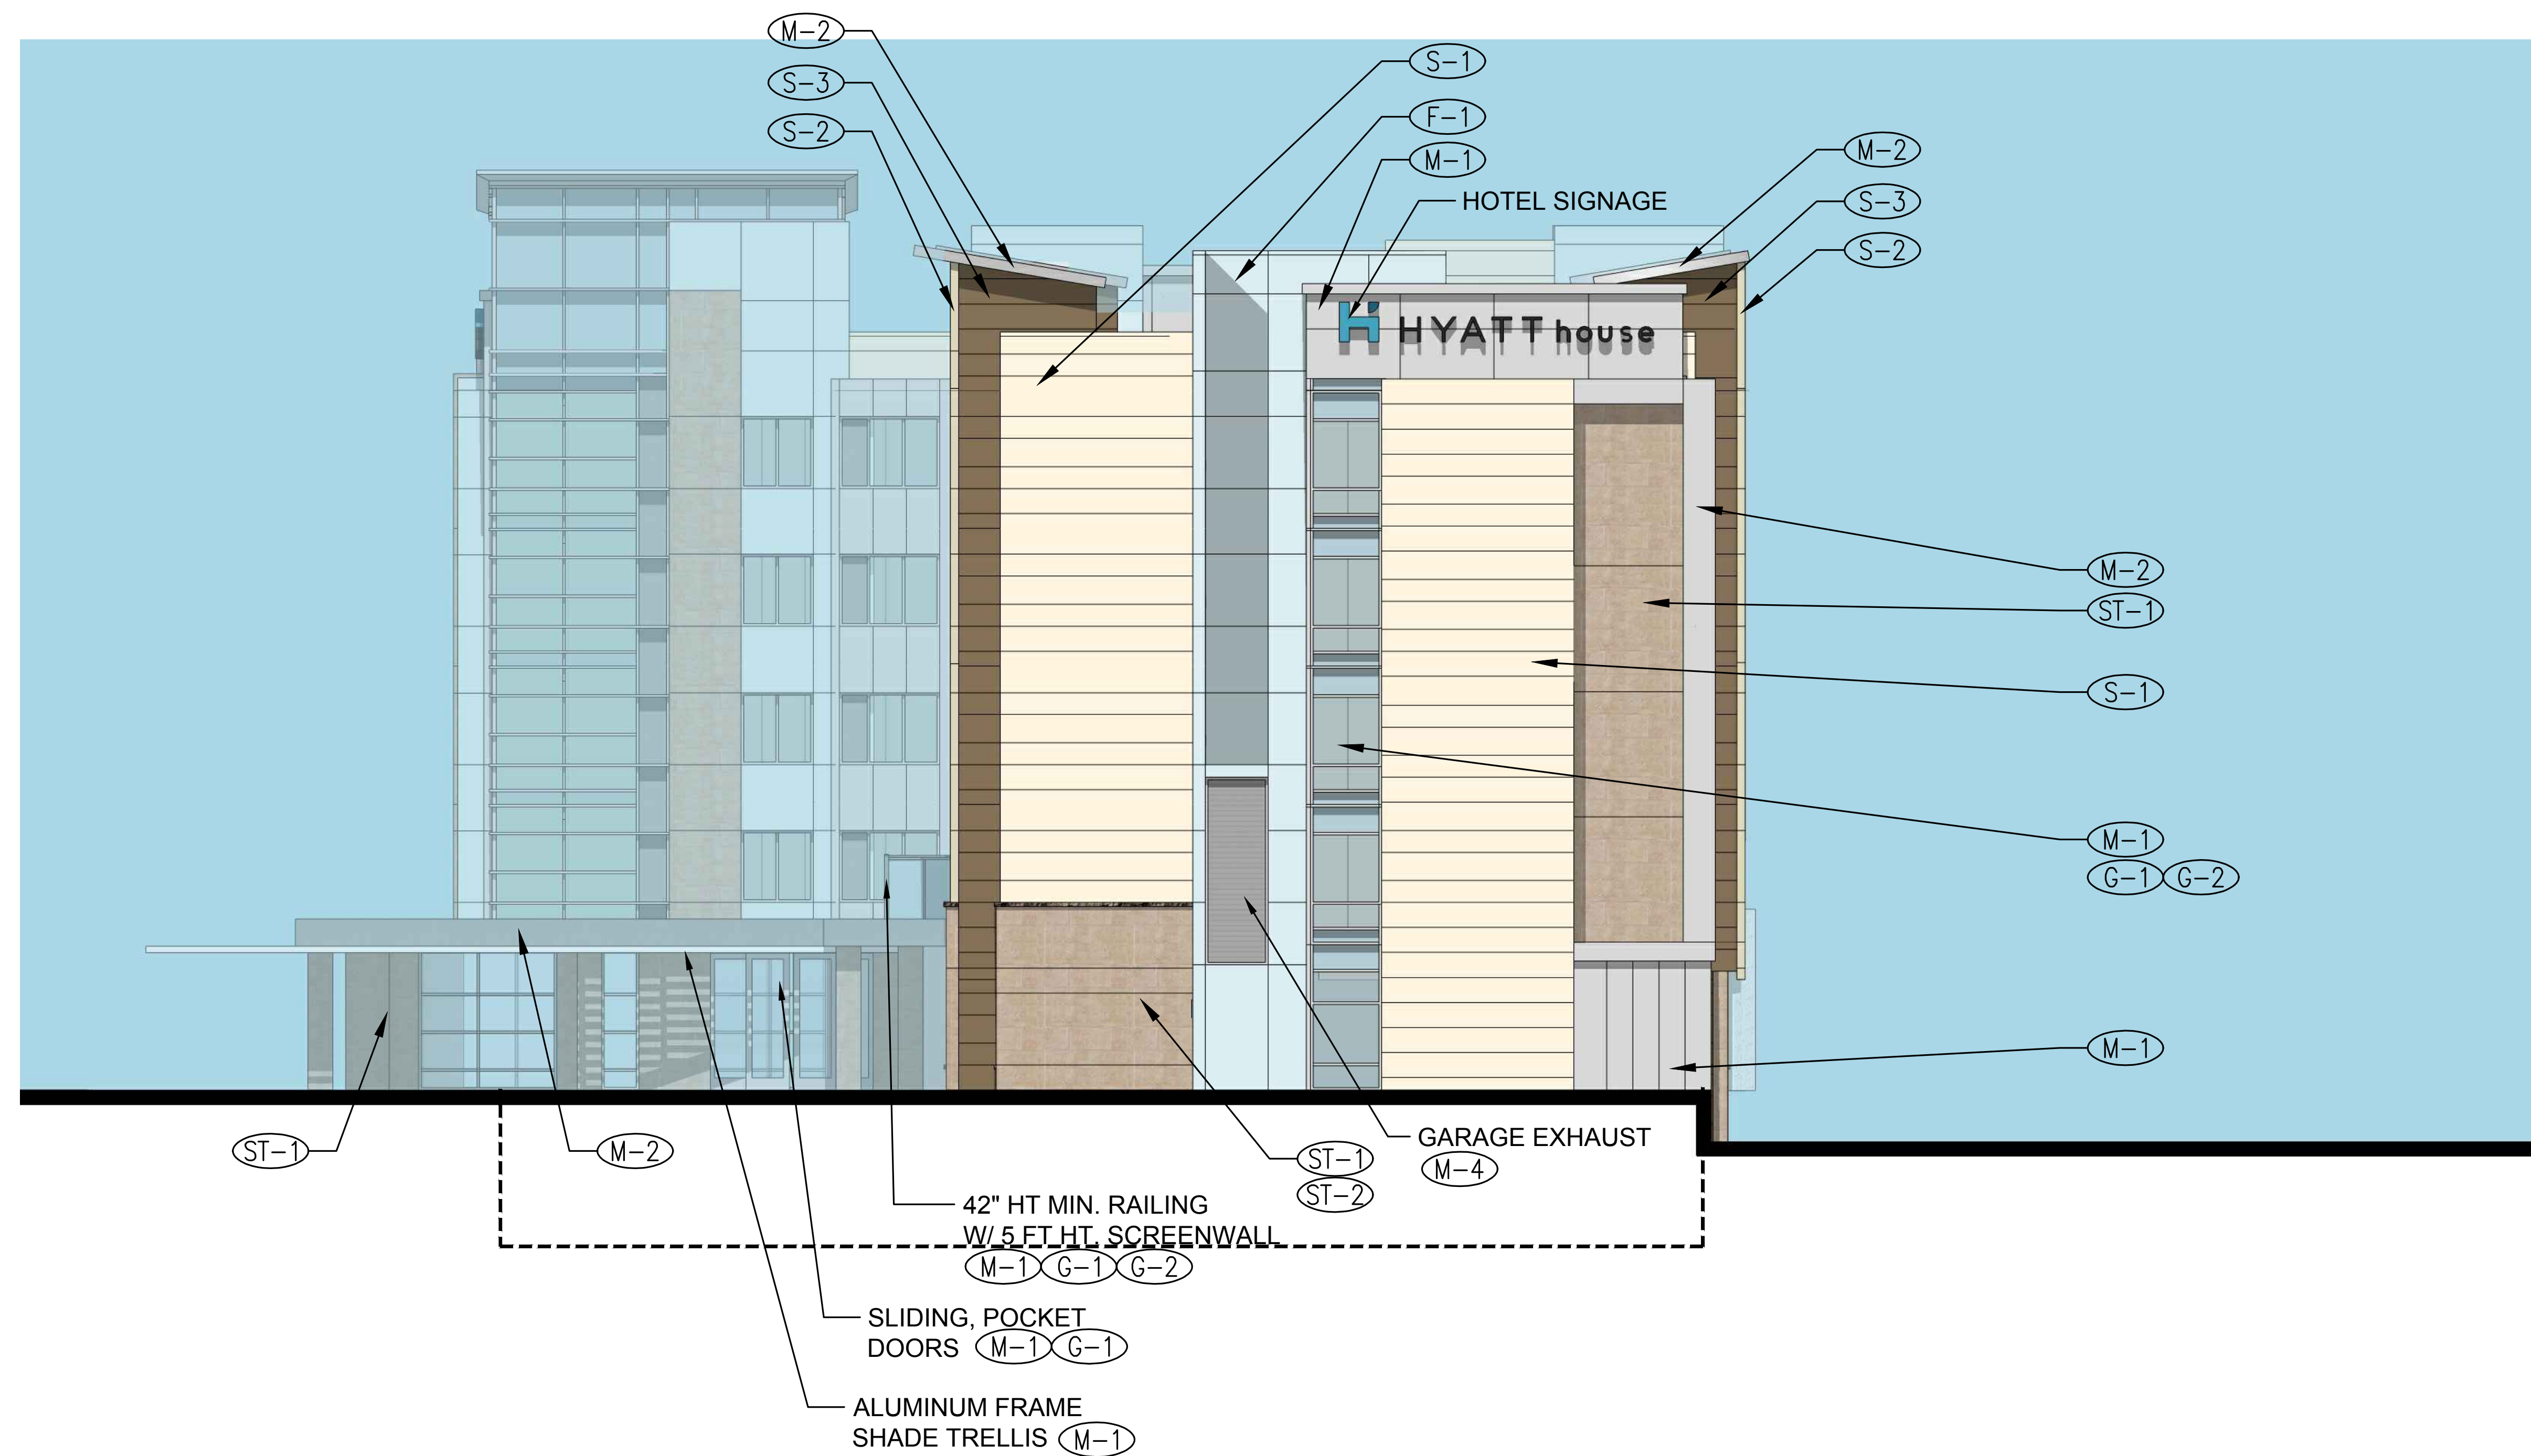 M-2
S-3
S-2
S-1
F-1
M-1
HOTEL SIGNAGE
M-2
S-3
S-2
HYATT house
M-2
ST-1
S-1
M-1
G-1 G-2
M-1
ST-1
M-2
ST-1
ST-2
GARAGE EXHAUST
M-4
42" HT MIN. RAILING
W/ 5 FT HT. SCREENWALL
M-1 G-1 G-2
SLIDING, POCKET
DOORS M-1 G-1
ALUMINUM FRAME
SHADE TRELLIS M-1